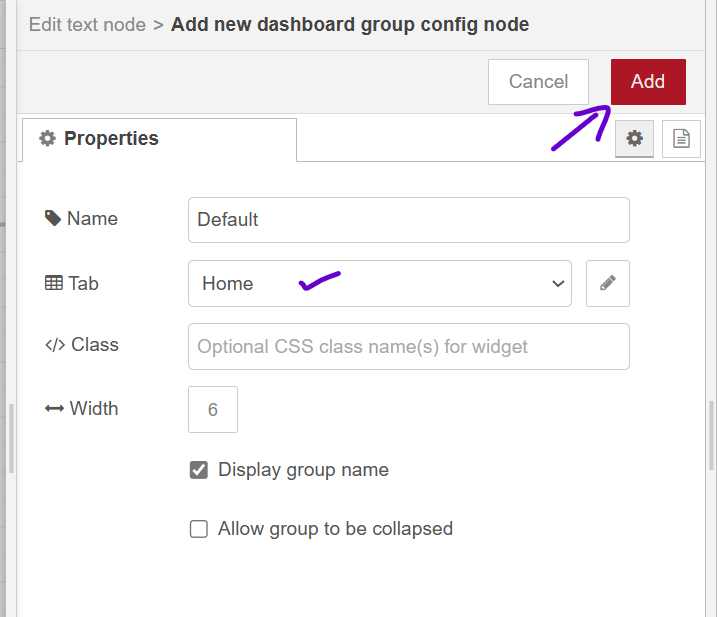 Edit text node > Add new dashboard group config node
Cancel
Add
Properties
Name
Default
Tab
Home
</> Class
Optional CSS class name(s) for widget
Width
6
Display group name
Allow group to be collapsed